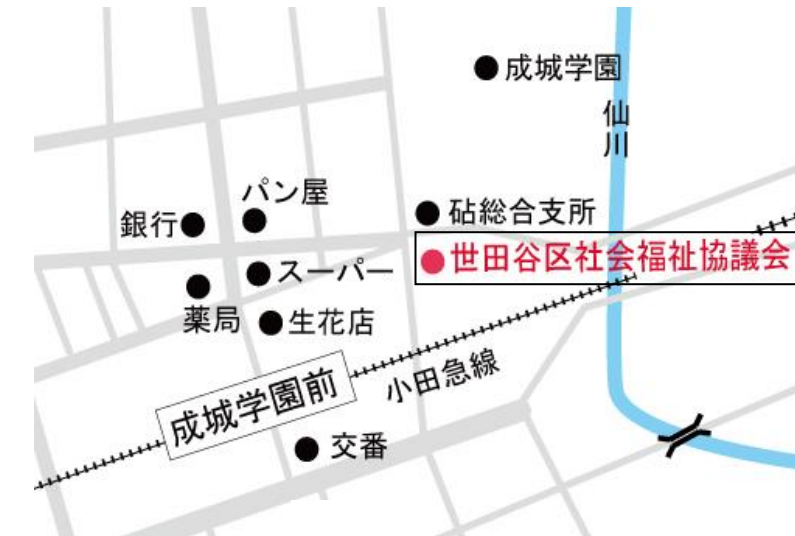 成城学園
仙川
パン屋
銀行
砧総合支所
世田谷区社会福祉協議会
スーパー
薬局
生花店
小田急線
成城学園前
交番